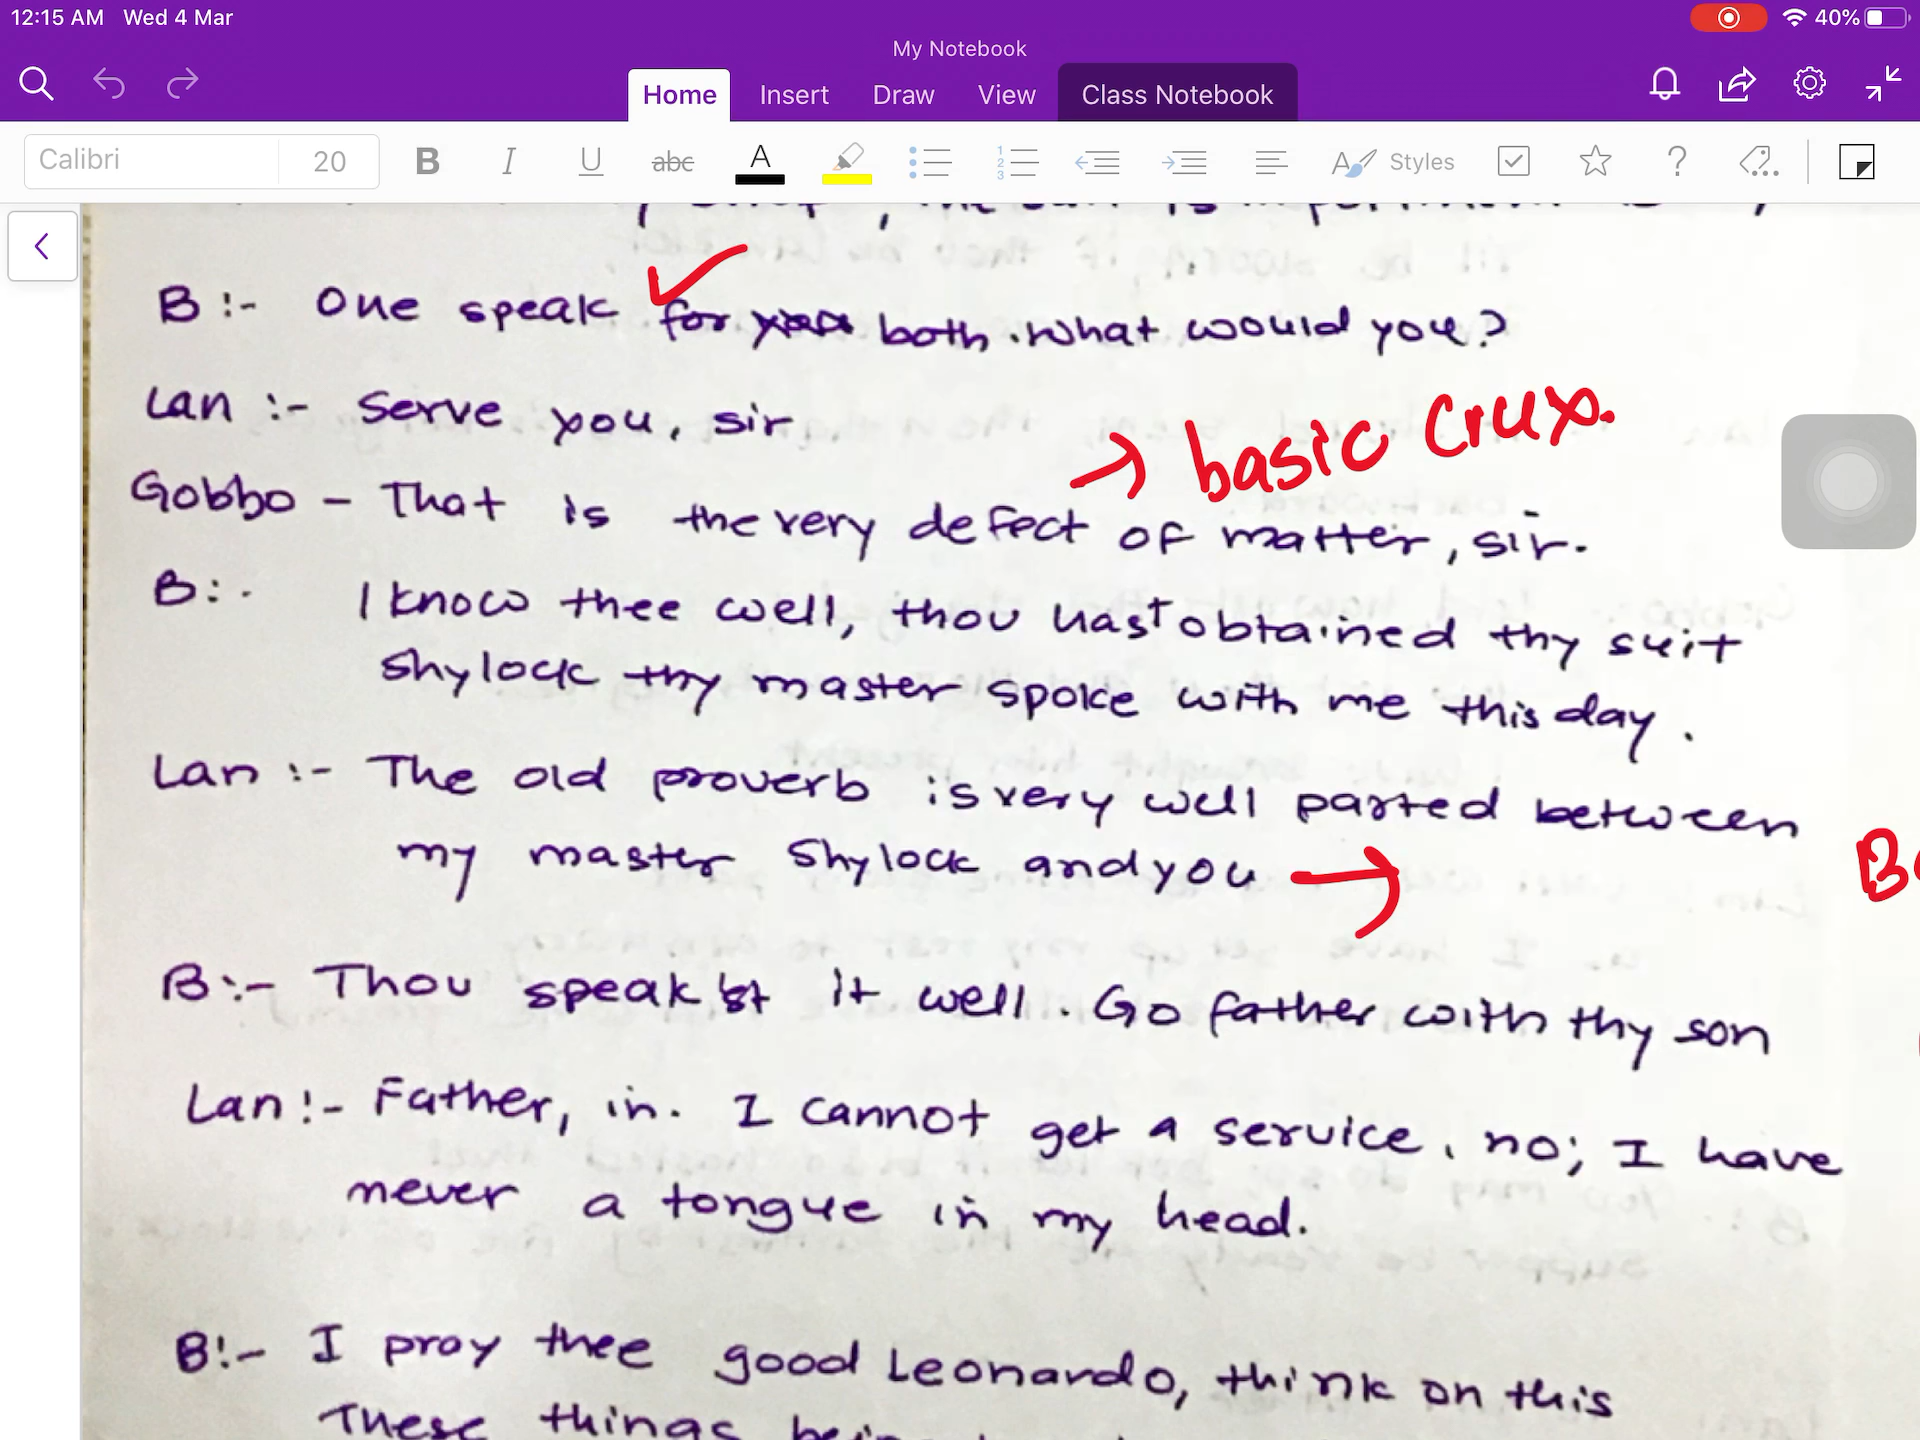 12:15 AM Wed 4 Mar
40%
My Notebook
Home Insert Draw View Class Notebook
Calibri 20 B I U abc A Styles
B :- One speak for you both. What would you?
Lan :- Serve you, sir
→ basic crux.
Gobbo - That is the very defect of matter, sir.
B :- I know thee well, thou hast obtained thy suit
Shylock thy master spoke with me this day.
Lan :- The old proverb is very well parted between
my master Shylock and you →
B :- Thou speak'st it well. Go father with thy son
Lan :- Father, in. I cannot get a service, no; I have
never a tongue in my head.
B :- I pray thee good Leonardo, think on this
These things